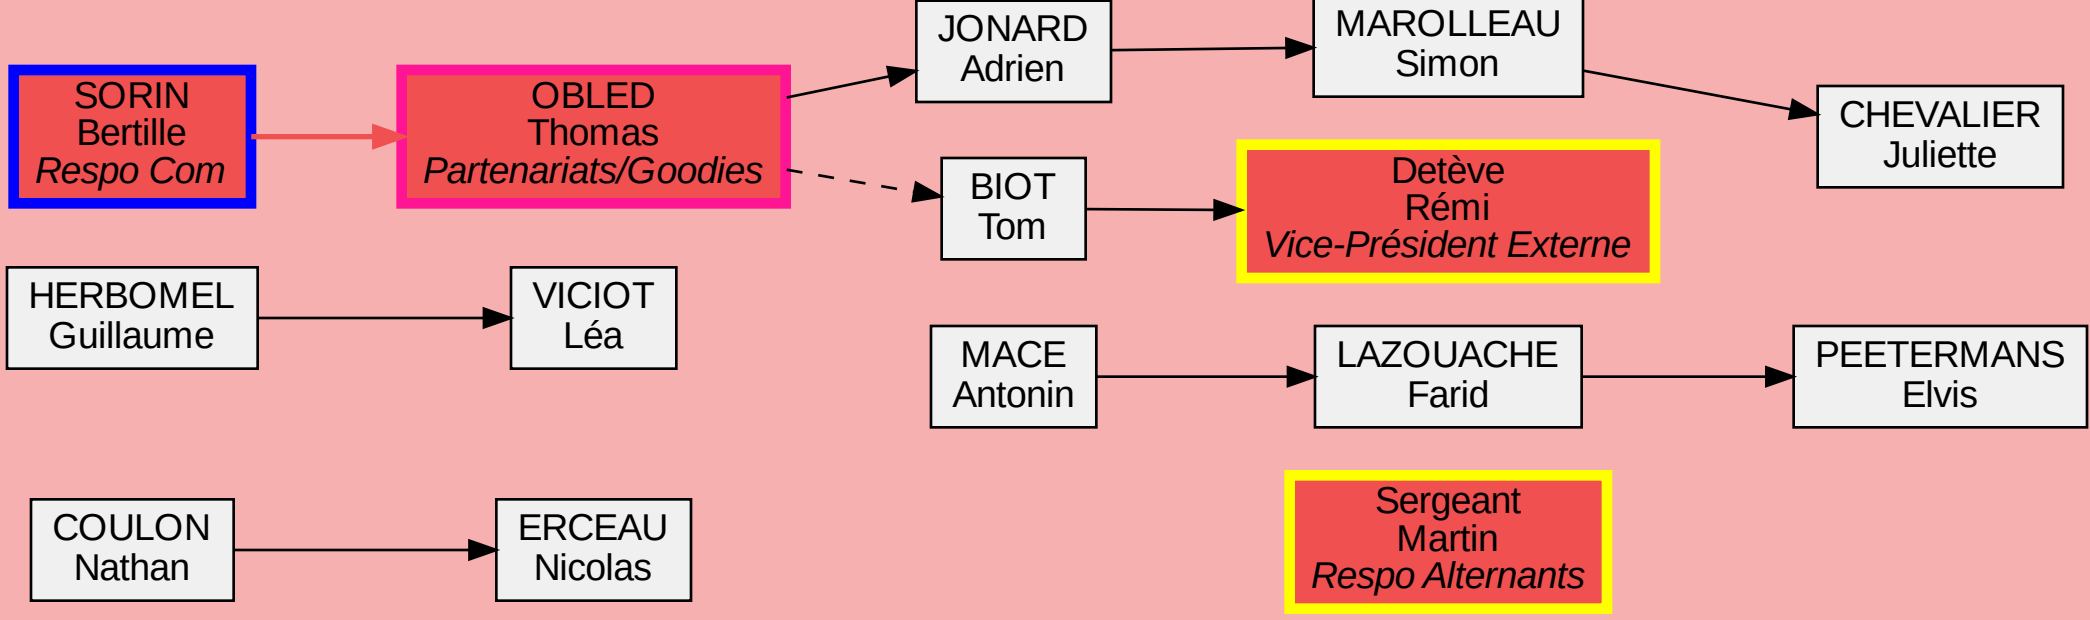 SORIN
Bertille
Respo Com
OBLED
Thomas
Partenariats/Goodies
JONARD
Adrien
MAROLLEAU
Simon
CHEVALIER
Juliette
BIOT
Tom
Detève
Rémi
Vice-Président Externe
HERBOMEL
Guillaume
VICIOT
Léa
MACE
Antonin
LAZOUACHE
Farid
PEETERMANS
Elvis
COULON
Nathan
ERCEAU
Nicolas
Sergeant
Martin
Respo Alternants